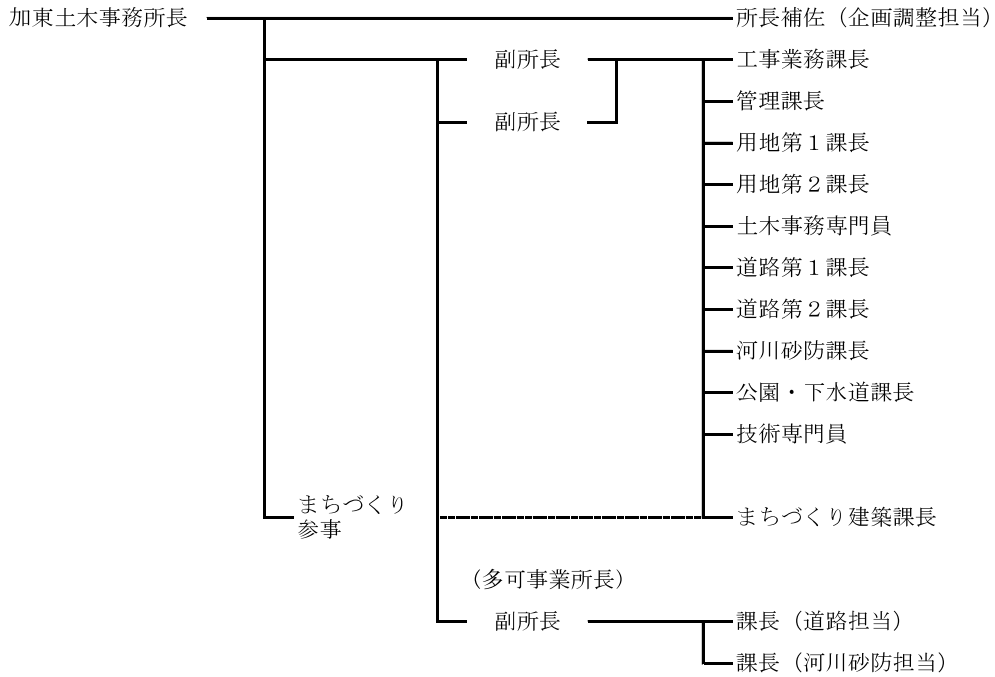 加東土木事務所長
所長補佐（企画調整担当）
副所長
工事業務課長
管理課長
副所長
用地第１課長
用地第２課長
土木事務専門員
道路第１課長
道路第２課長
河川砂防課長
公園・下水道課長
技術専門員
まちづくり
参事
まちづくり建築課長
（多可事業所長）
副所長
課長（道路担当）
課長（河川砂防担当）